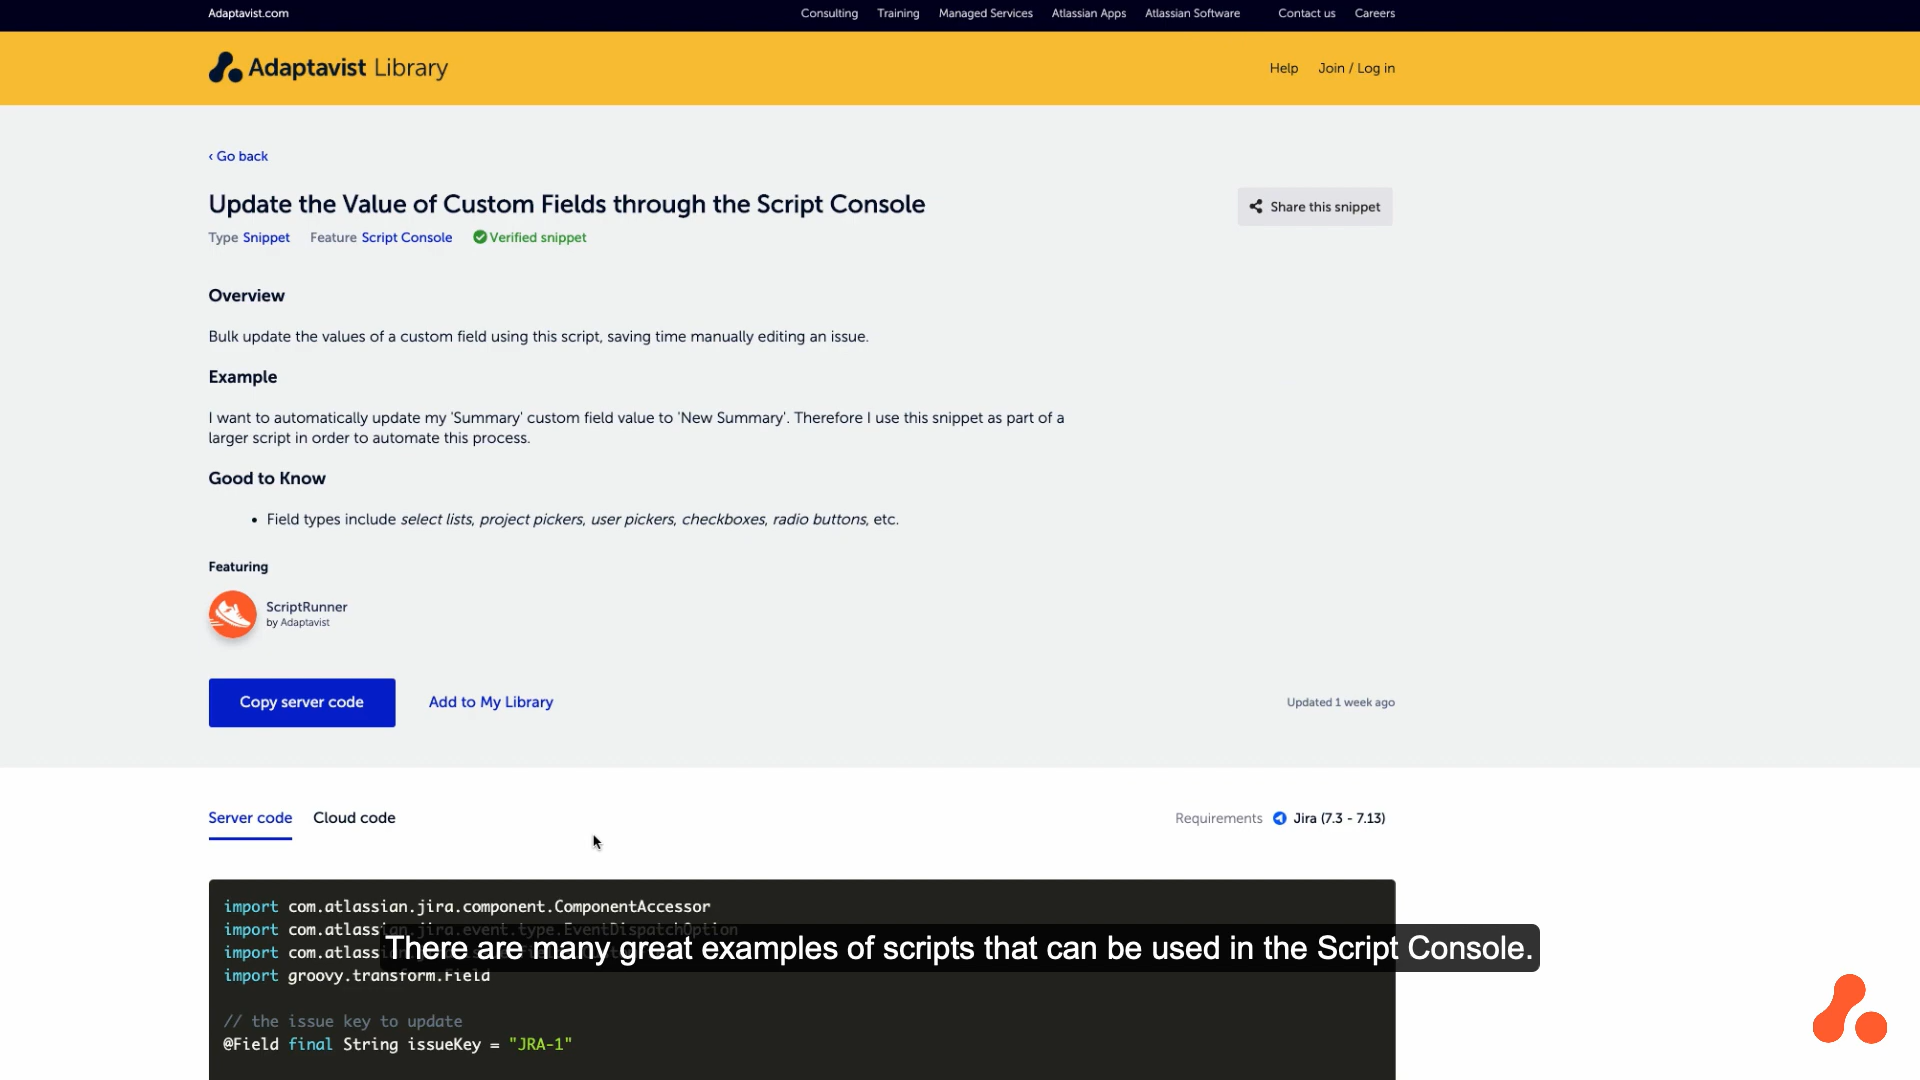 Adaptavist.com
Consulting Training Managed Services Atlassian Apps Atlassian Software Contact us Careers
Adaptavist Library
Help Join / Log in
‹ Go back
Update the Value of Custom Fields through the Script Console
Share this snippet
Type Snippet Feature Script Console Verified snippet
Overview
Bulk update the values of a custom field using this script, saving time manually editing an issue.
Example
I want to automatically update my 'Summary' custom field value to 'New Summary'. Therefore I use this snippet as part of a
larger script in order to automate this process.
Good to Know
• Field types include select lists, project pickers, user pickers, checkboxes, radio buttons, etc.
Featuring
ScriptRunner
by Adaptavist
Copy server code Add to My Library Updated 1 week ago
Server code Cloud code Requirements Jira (7.3 - 7.13)
import com.atlassian.jira.component.ComponentAccessor
import com.atlassian.jira.event.type.EventDispatchOption
import com.atlass
There are many great examples of scripts that can be used in the Script Console.
import groovy.transform.Field
// the issue key to update
@Field final String issueKey = "JRA-1"